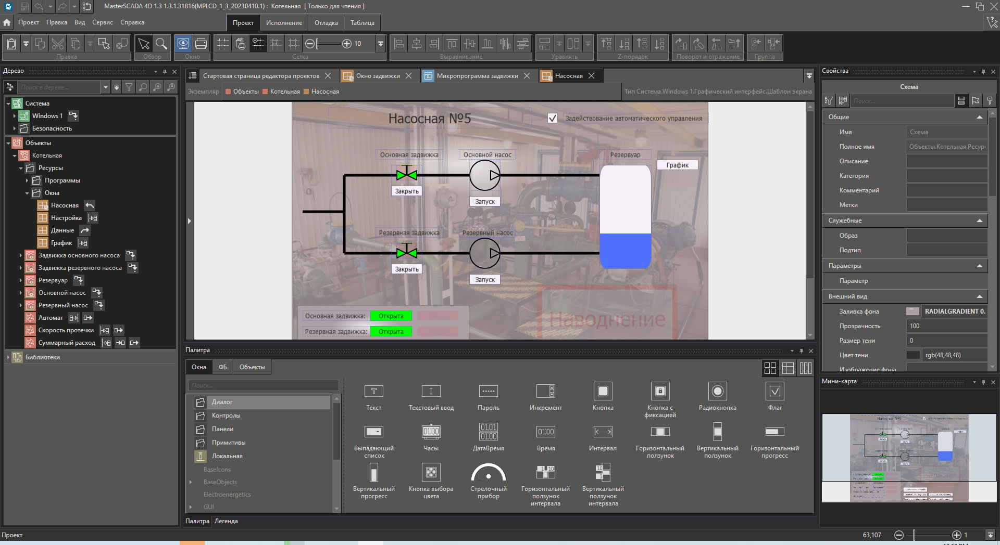 MasterSCADA 4D 1.3 1.3.1.31816(MPLCD_1_3_20230410.1) : Котельная [ Только для чтения ]
Проект Правка Вид Сервис Справка
Проект Исполнение Отладка Таблица
10
Правка Обзор Окно Сетка Выравнивание Уравнять Z-порядок Поворот и отражение Группа
Дерево
Поиск в дереве...
Система
Windows 1
Безопасность
Объекты
Котельная
Ресурсы
Программы
Окна
Насосная
Настройка
Данные
График
Задвижка основного насоса
Задвижка резервного насоса
Резервуар
Основной насос
Резервный насос
Автомат
Скорость протечки
Суммарный расход
Библиотеки
Стартовая страница редактора проектов Окно задвижки Микропрограмма задвижки Насосная
Экземпляр Объекты Котельная Насосная
Тип Система.Windows 1.Графический интерфейс.Шаблон экрана
Насосная №5
Задействование автоматического управления
Основная задвижка Основной насос Резервуар
График
Закрыть
Запуск
Резервная задвижка Резервный насос
Закрыть
Запуск
Наводнение
Основная задвижка: Открыта
Резервная задвижка: Открыта
Палитра
Окна ФБ Объекты
Поиск...
Диалог
Контролы
Панели
Примитивы
Локальная
BaseIcons
BaseObjects
Electroenergetics
GUI
Текст Текстовый ввод Пароль Инкремент Кнопка Кнопка с фиксацией Радиокнопка Флаг
Выпадающий список Часы ДатаВремя Время Интервал Горизонтальный ползунок Вертикальный ползунок Горизонтальный прогресс
Вертикальный прогресс Кнопка выбора цвета Стрелочный прибор Горизонтальный ползунок интервала Вертикальный ползунок интервала
Палитра Легенда
Свойства
Схема
Поиск...
Общие
Имя Схема
Полное имя Объекты.Котельная.Ресур
Описание
Категория
Комментарий
Метки
Служебные
Образ
Подтип
Параметры
Параметр
Внешний вид
Заливка фона RADIALGRADIENT 0.
Прозрачность 100
Размер тени 0
Цвет тени rgb(48,48,48)
Изображение фона
Мини-карта
Насосная №5
Проект
63,107
1